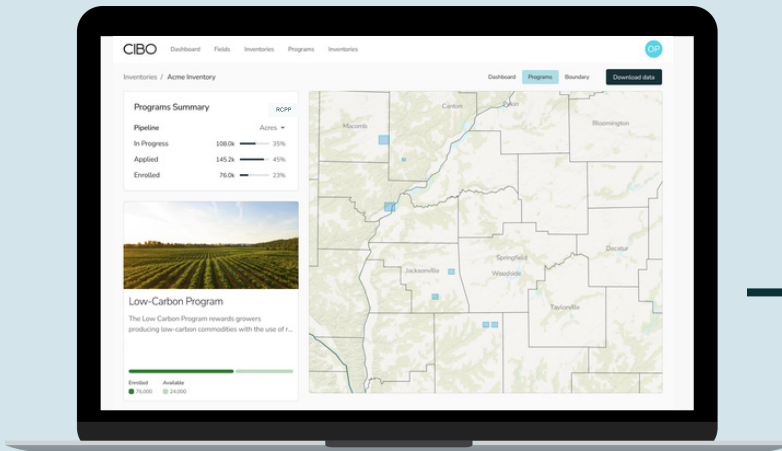 CIBO Dashboard Fields Inventories Programs Inventories OP
Inventories / Acme Inventory Dashboard Programs Boundary Download data
Programs Summary RCPP
Pipeline Acres
In Progress 108.0k 35%
Applied 145.2k 45%
Enrolled 76.0k 23%
Low-Carbon Program
The Low Carbon Program rewards growers
producing low-carbon commodities with the use of r...
Enrolled Available
76,000 24,000
Canton Pekin
Macomb Bloomington
Decatur
Springfield
Jacksonville Woodside
Taylorville